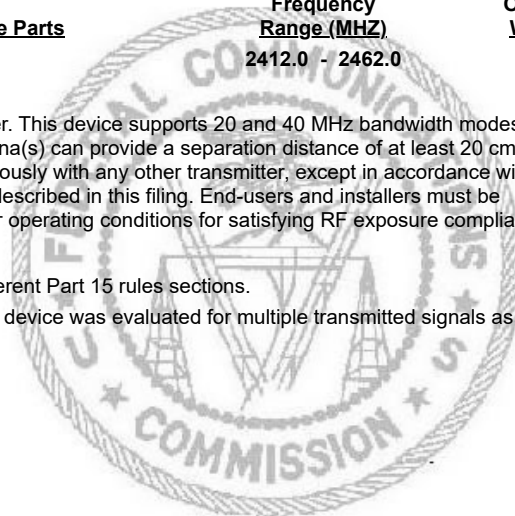 Frequency
e Parts Range (MHZ)
2412.0 - 2462.0
er. This device supports 20 and 40 MHz bandwidth modes
na(s) can provide a separation distance of at least 20 cm
ously with any other transmitter, except in accordance wi
described in this filing. End-users and installers must be
r operating conditions for satisfying RF exposure complia
erent Part 15 rules sections.
device was evaluated for multiple transmitted signals as
FEDERAL COMMUNICATIONS
COMMISSION
U S